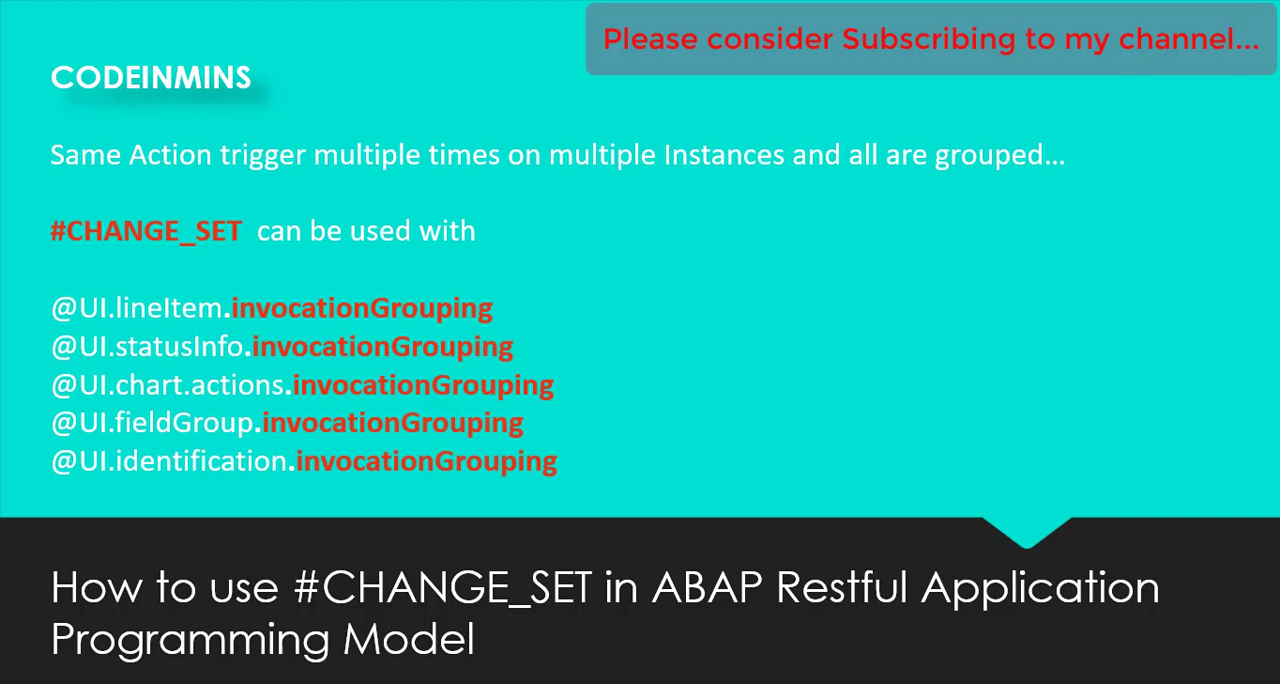 Please consider Subscribing to my channel...
CODEINMINS
Same Action trigger multiple times on multiple Instances and all are grouped...
#CHANGE_SET can be used with
@UI.lineItem.invocationGrouping
@UI.statusInfo.invocationGrouping
@UI.chart.actions.invocationGrouping
@UI.fieldGroup.invocationGrouping
@UI.identification.invocationGrouping
How to use #CHANGE_SET in ABAP Restful Application
Programming Model